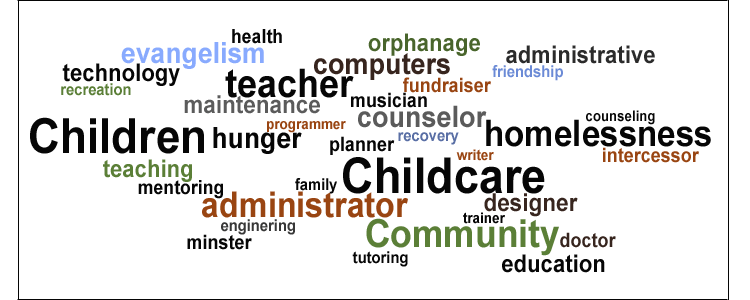 health
evangelism
orphanage
administrative
technology
computers
friendship
recreation
teacher
fundraiser
maintenance
musician
counselor
counseling
programmer
Children
hunger
recovery
homelessness
planner
writer
intercessor
teaching
mentoring
family
Childcare
administrator
designer
enginering
trainer
minster
Community
doctor
tutoring
education